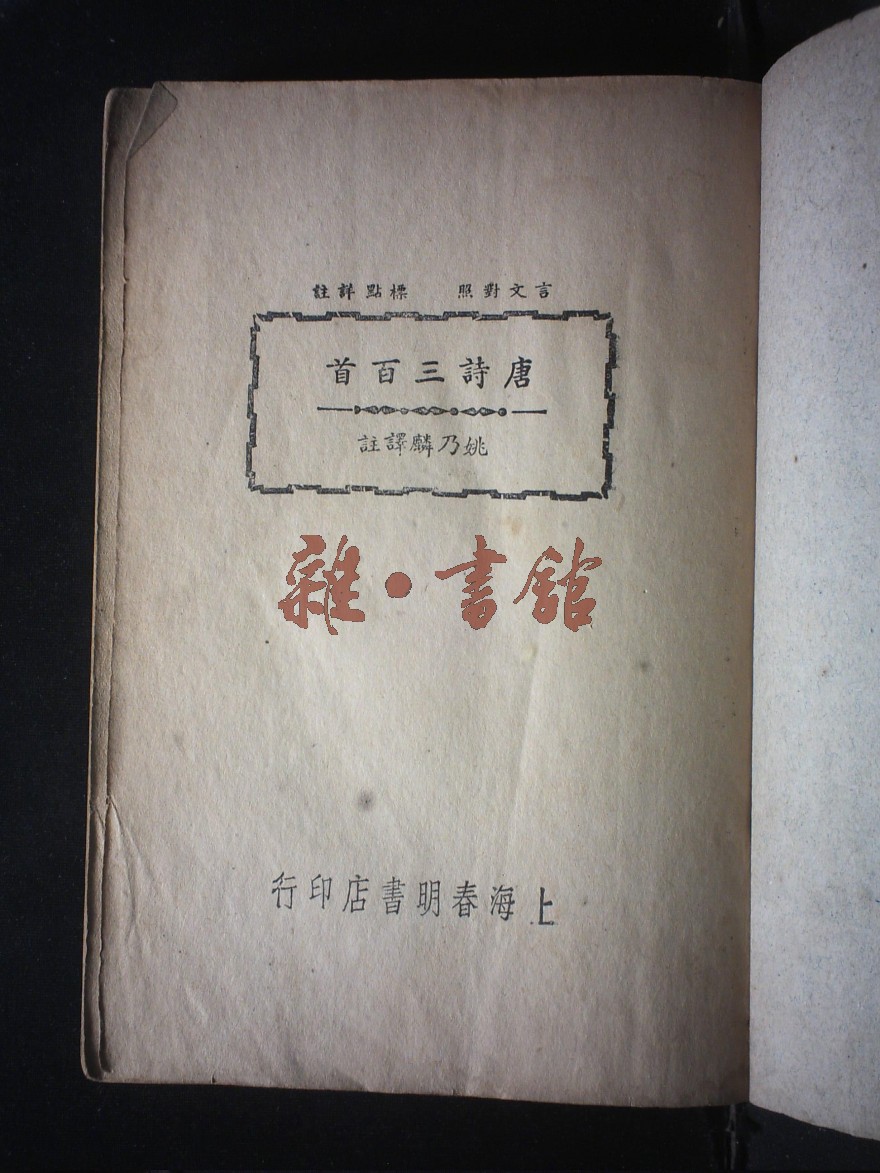 言文對照　標點詳註
唐詩三百首
姚乃麟譯註
雜·書館
上海春明書店印行